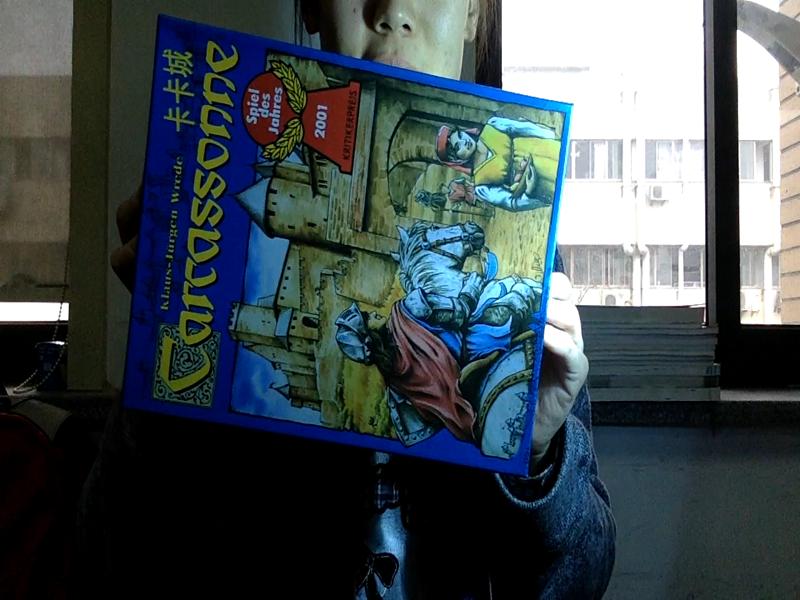 卡卡城
Klaus-Jürgen Wrede
Carcassonne
Spiel
des
Jahres
2001
KRITIKERPREIS